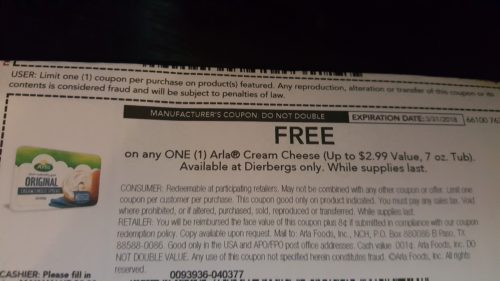 USER: Limit one (1) coupon per purchase on product(s) featured. Any reproduction, alteration or transfer of this coupon or its
contents is considered fraud and will be subject to penalties of law.
MANUFACTURER'S COUPON DO NOT DOUBLE
EXPIRATION DATE: 3/31/2018
66100 767
FREE
on any ONE (1) Arla® Cream Cheese (Up to $2.99 Value, 7 oz. Tub).
Available at Dierbergs only. While supplies last.
Arla
ORIGINAL
CREAM CHEESE SPREAD
CONSUMER: Redeemable at participating retailers. May not be combined with any other coupon or offer. Limit one
coupon per customer per purchase. This coupon good only on product indicated. You must pay any sales tax. Void
where prohibited, or if altered, purchased, sold, reproduced or transferred. While supplies last.
RETAILER: You will be reimbursed the face value of this coupon plus 8¢ if submitted in compliance with our coupon
redemption policy. Copy available upon request. Mail to: Arla Foods, Inc., NCH, P.O. Box 880086 El Paso, TX
88588-0086. Good only in the USA and APO/FPO post office addresses. Cash value .001¢. Arla Foods, Inc. DO
NOT DOUBLE VALUE. Any use of this coupon not specified herein constitutes fraud. ©Arla Foods, Inc. All rights
reserved.
CASHIER: Please fill in
0093936-040377